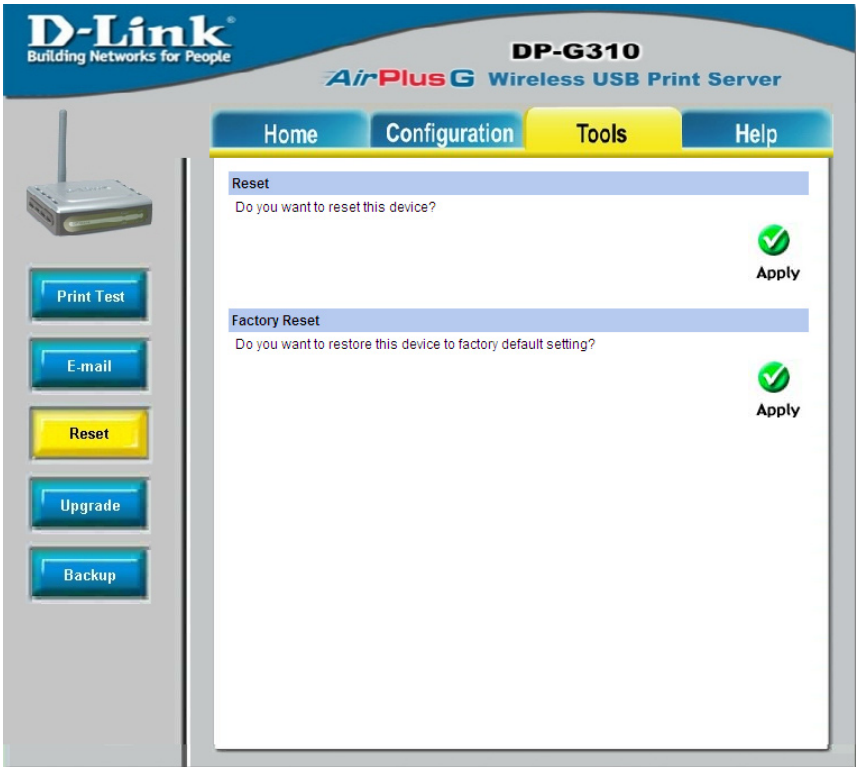 D-Link®
Building Networks for People
DP-G310
AirPlus G Wireless USB Print Server
Home
Configuration
Tools
Help
Reset
Do you want to reset this device?
Apply
Factory Reset
Do you want to restore this device to factory default setting?
Apply
Print Test
E-mail
Reset
Upgrade
Backup